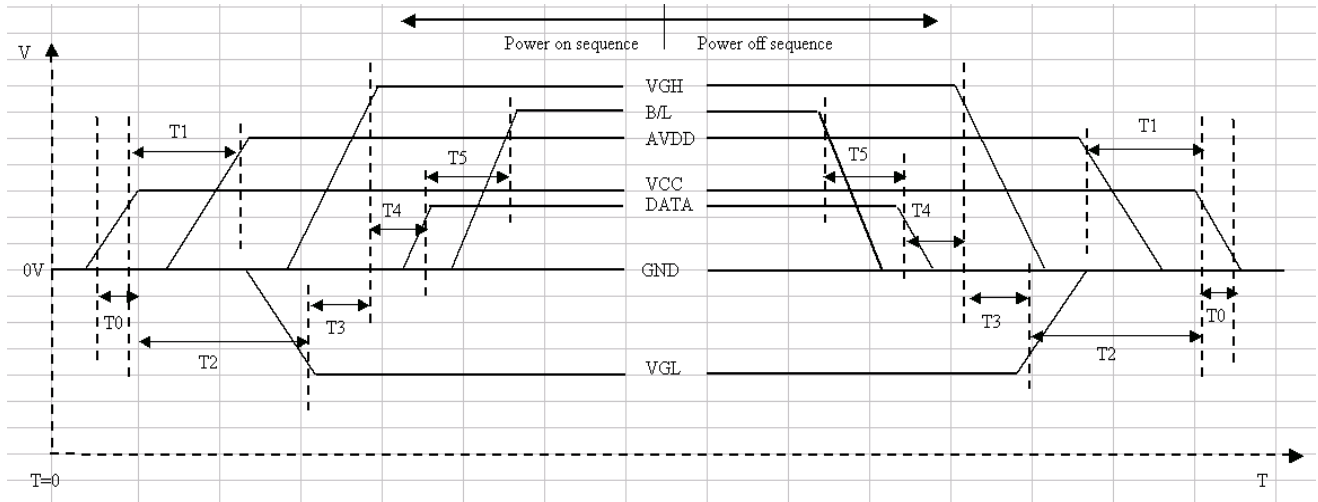 Power on sequence
Power off sequence
V
VGH
B/L
T1
AVDD
T1
T5
T5
VCC
DATA
T4
T4
0V
GND
T0
T3
T3
T0
T2
T2
VGL
T=0
T